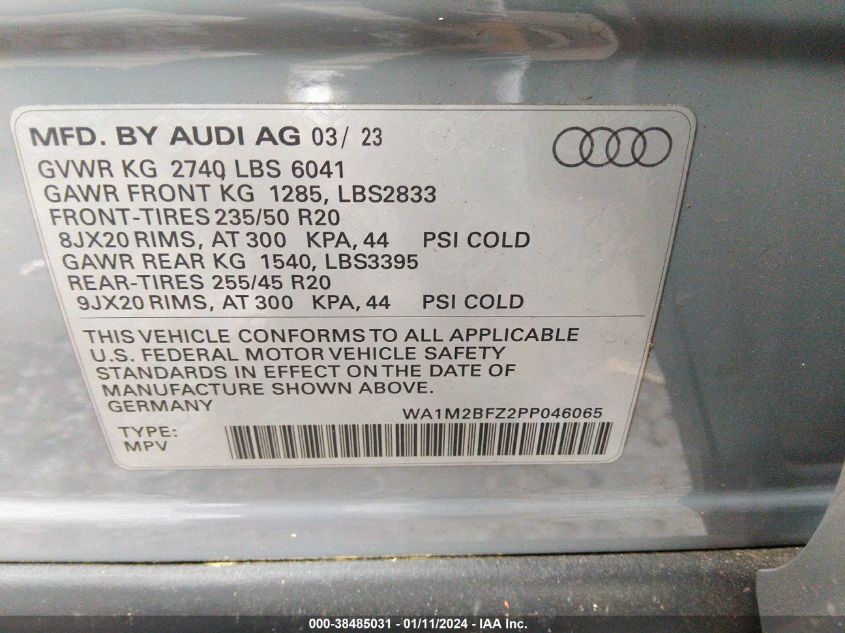 MFD. BY AUDI AG 03/ 23
GVWR KG 2740 LBS 6041
GAWR FRONT KG 1285, LBS2833
FRONT-TIRES 235/50 R20
8JX20 RIMS, AT 300 KPA, 44 PSI COLD
GAWR REAR KG 1540, LBS3395
REAR-TIRES 255/45 R20
9JX20 RIMS, AT 300 KPA, 44 PSI COLD
THIS VEHICLE CONFORMS TO ALL APPLICABLE
U.S. FEDERAL MOTOR VEHICLE SAFETY
STANDARDS IN EFFECT ON THE DATE OF
MANUFACTURE SHOWN ABOVE.
GERMANY WA1M2BFZ2PP046065
TYPE:
MPV
000-38485031 - 01/11/2024 - IAA Inc.